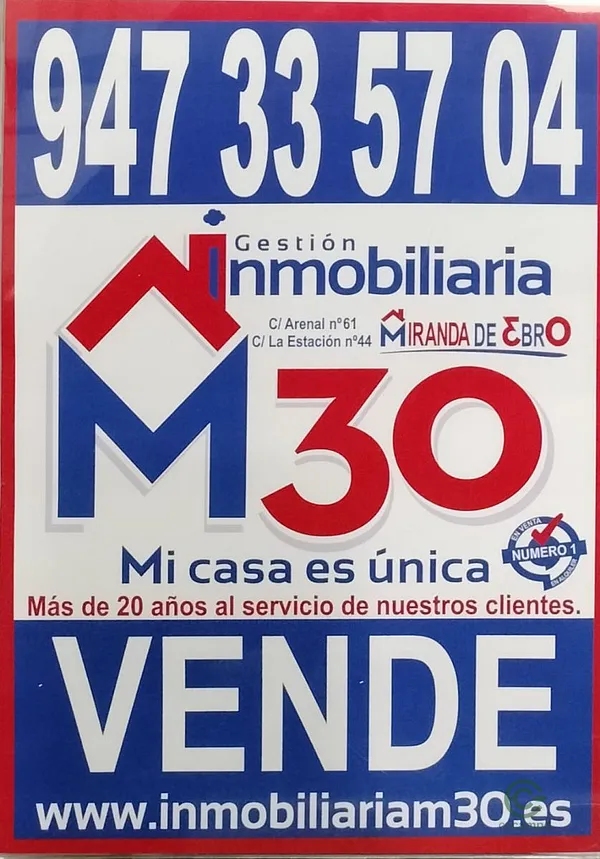 947 33 57 04
Gestión
inmobiliaria
C/ Arenal nº61
C/ La Estación nº44
MIRANDA DE EBRO
M30
EN VENTA
NUMERO 1
EN ALQUILER
Mi casa es única
Más de 20 años al servicio de nuestros clientes.
VENDE
www.inmobiliariam30.es